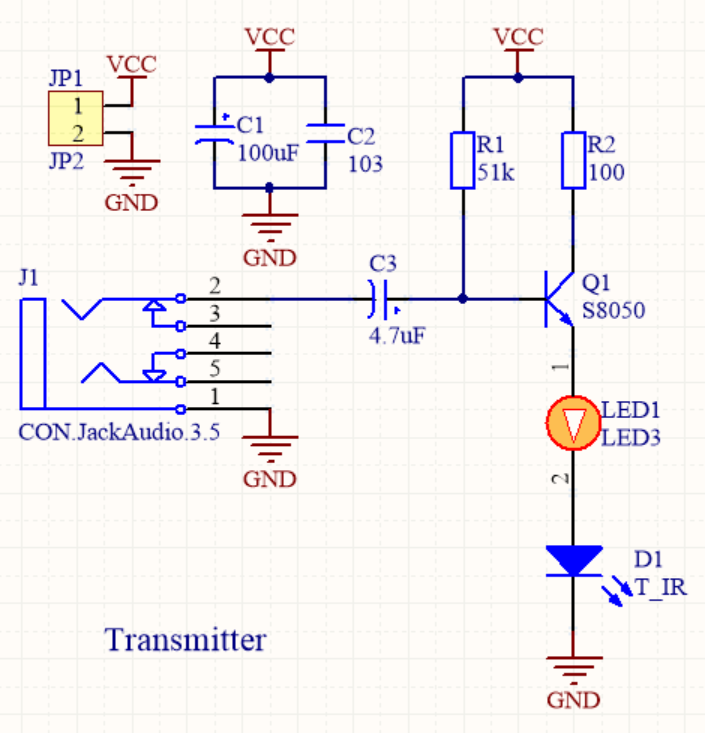 JP1
VCC
1
2
JP2
GND
VCC
C1
100uF
C2
103
GND
VCC
R1
51k
R2
100
J1
2
3
4
5
1
CON.JackAudio.3.5
GND
C3
4.7uF
Q1
S8050
1
LED1
LED3
2
D1
T_IR
GND
Transmitter